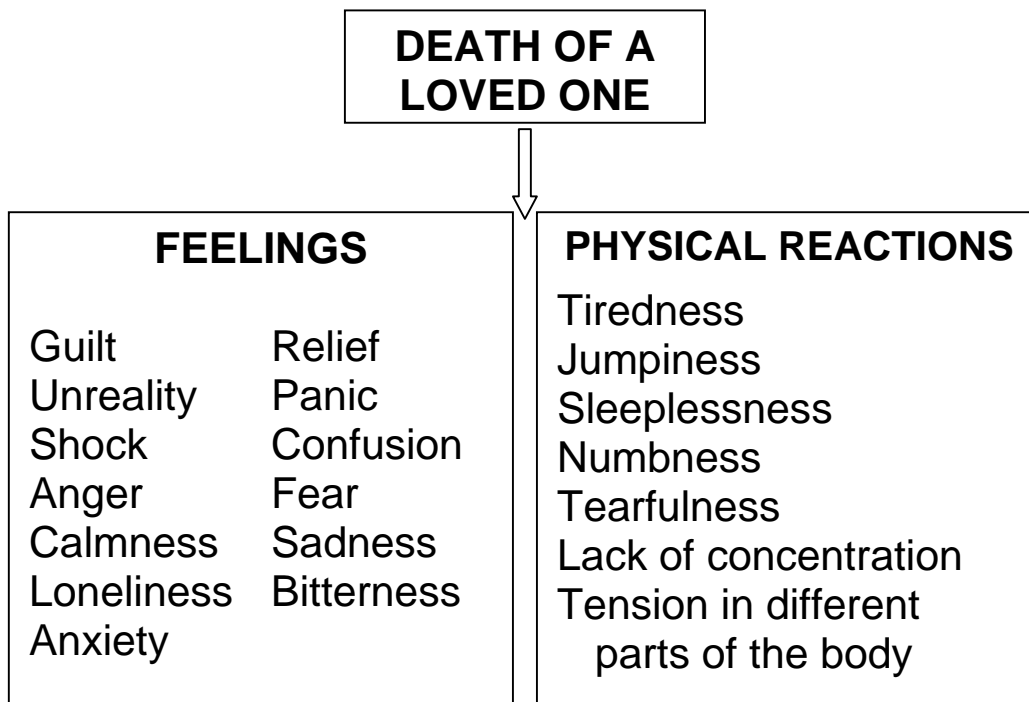 DEATH OF A
LOVED ONE
FEELINGS
Guilt Relief
Unreality Panic
Shock Confusion
Anger Fear
Calmness Sadness
Loneliness Bitterness
Anxiety
PHYSICAL REACTIONS
Tiredness
Jumpiness
Sleeplessness
Numbness
Tearfulness
Lack of concentration
Tension in different
parts of the body